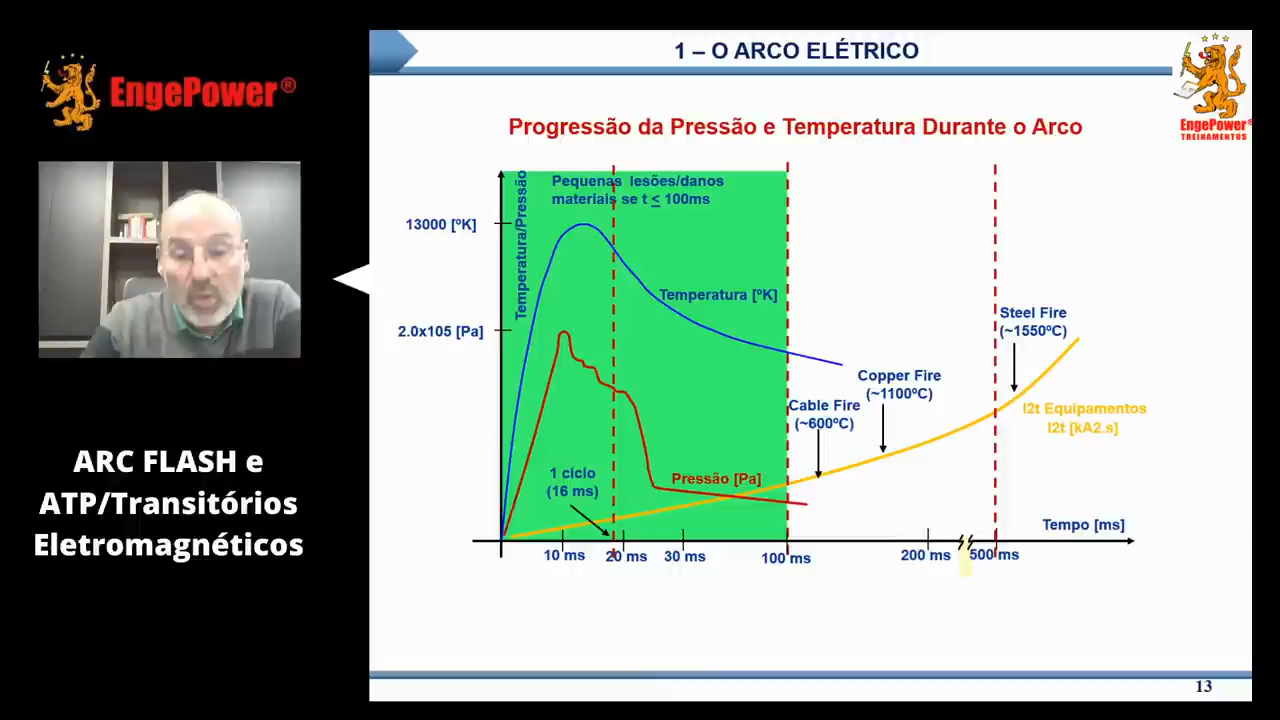 EngePower®
ARC FLASH e
ATP/Transitórios
Eletromagnéticos
1 – O ARCO ELÉTRICO
EngePower
TREINAMENTOS
Progressão da Pressão e Temperatura Durante o Arco
Temperatura/Pressão
Pequenas lesões/danos
materiais se t ≤ 100ms
13000 [ºK]
Temperatura [ºK]
2.0x105 [Pa]
Steel Fire
(~1550ºC)
Copper Fire
(~1100ºC)
Cable Fire
(~600ºC)
I2t Equipamentos
I2t [kA2.s]
1 ciclo
(16 ms)
Pressão [Pa]
Tempo [ms]
10 ms
20 ms
30 ms
100 ms
200 ms
500 ms
13